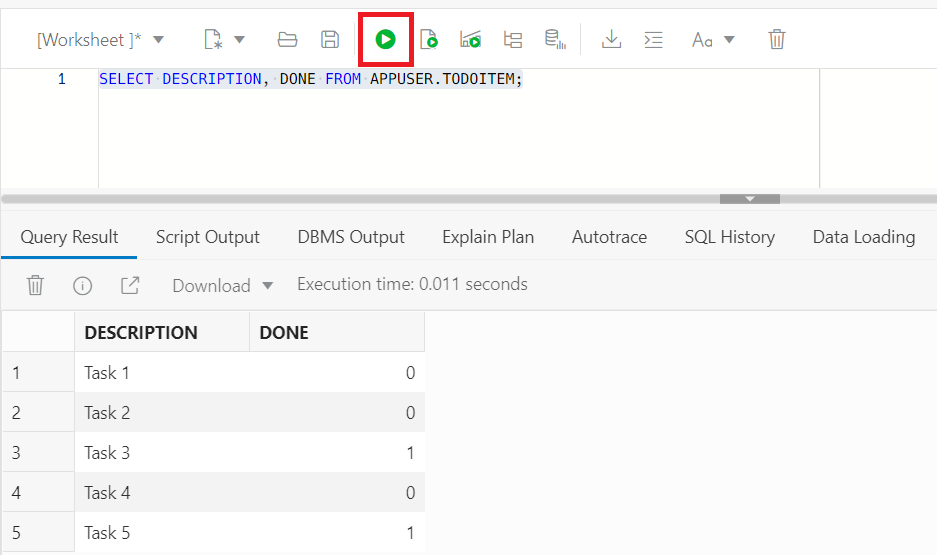 [Worksheet ]* Aa
1 SELECT DESCRIPTION, DONE FROM APPUSER.TODOITEM;
Query Result Script Output DBMS Output Explain Plan Autotrace SQL History Data Loading
Download Execution time: 0.011 seconds
DESCRIPTION DONE
1 Task 1 0
2 Task 2 0
3 Task 3 1
4 Task 4 0
5 Task 5 1